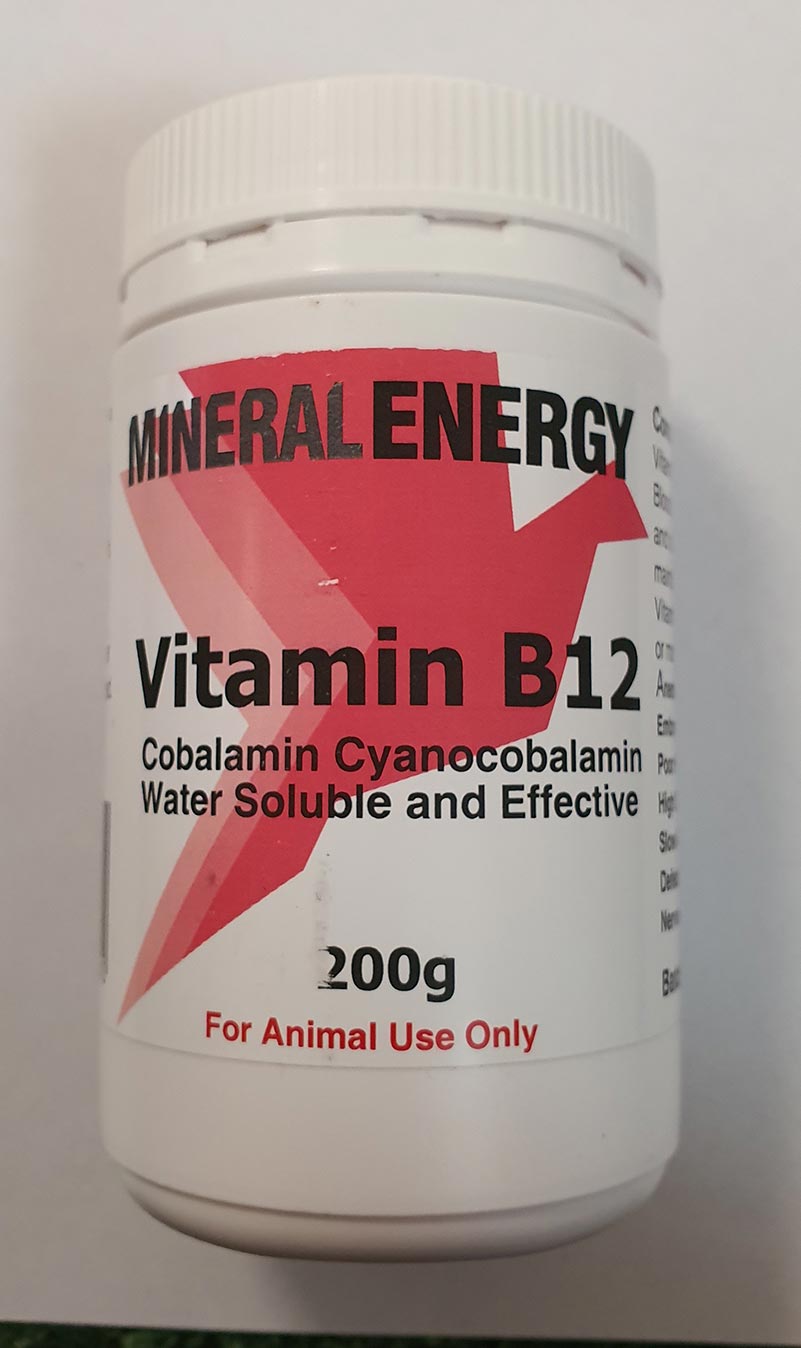 MINERAL ENERGY
Vitamin B12
Cobalamin Cyanocobalamin
Water Soluble and Effective
200g
For Animal Use Only